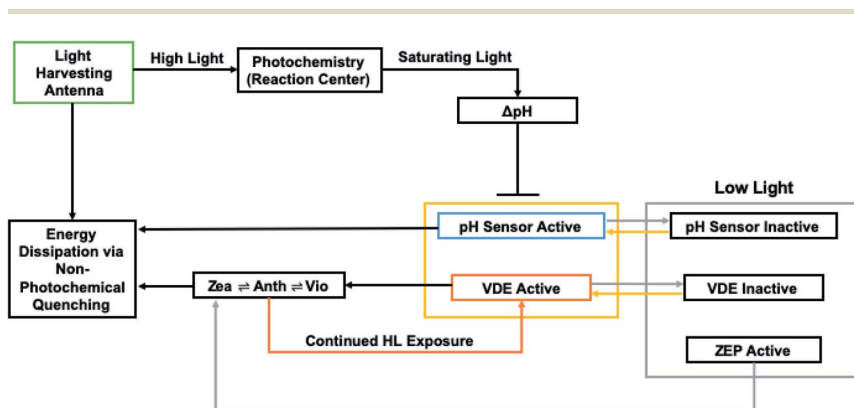 Light
Harvesting
Antenna
High Light
Photochemistry
(Reaction Center)
Saturating Light
ΔpH
Low Light
Energy
Dissipation via
Non-
Photochemical
Quenching
pH Sensor Active
pH Sensor Inactive
Zea ⇌ Anth ⇌ Vio
VDE Active
VDE Inactive
Continued HL Exposure
ZEP Active